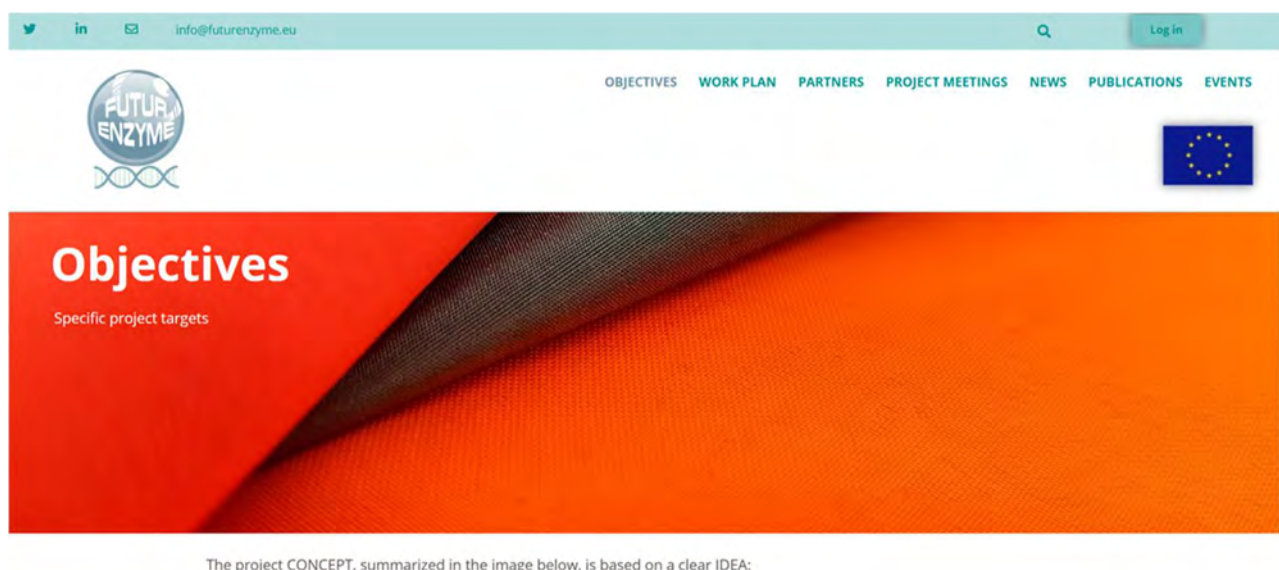 info@futurenzyme.eu
Log in
FUTUR
ENZYME
OBJECTIVES WORK PLAN PARTNERS PROJECT MEETINGS NEWS PUBLICATIONS EVENTS
Objectives
Specific project targets
The project CONCEPT, summarized in the image below, is based on a clear IDEA: